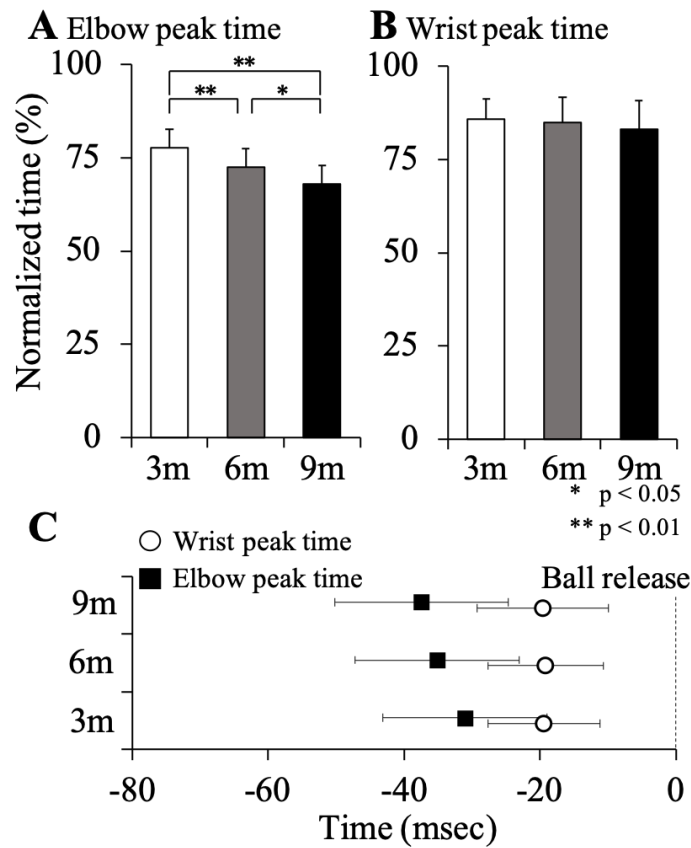 A Elbow peak time
B Wrist peak time
Normalized time (%)
100
75
50
25
0
**
**
*
3m
6m
9m
100
75
50
25
0
3m
6m
9m
* p < 0.05
** p < 0.01
C
Wrist peak time
Elbow peak time
Ball release
9m
6m
3m
-80
-60
-40
-20
0
Time (msec)